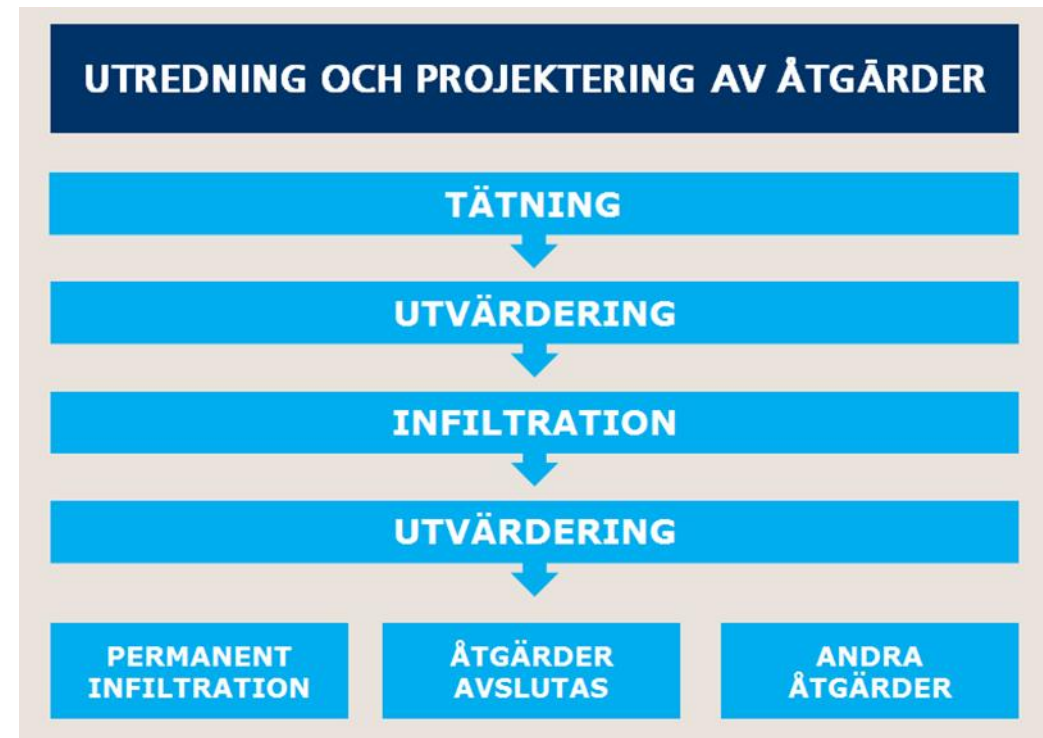 UTREDNING OCH PROJEKTERING AV ÅTGÄRDER
TÄTNING
UTVÄRDERING
INFILTRATION
UTVÄRDERING
PERMANENT
INFILTRATION
ÅTGÄRDER
AVSLUTAS
ANDRA
ÅTGÄRDER